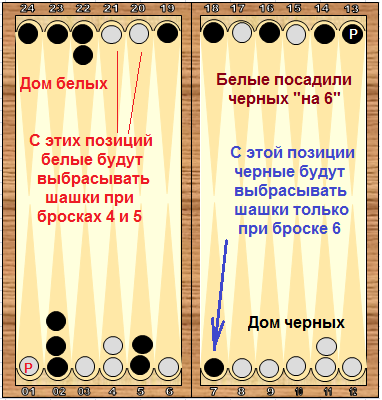 24 23 22 21 20 19 18 17 16 15 14 13
Р
Дом белых
Белые посадили
черных "на 6"
С этих позиций
белые будут
выбрасывать
шашки при
бросках 4 и 5
С этой позиции
черные будут
выбрасывать
шашки только
при броске 6
Дом черных
Р
01 02 03 4 5 6 7 8 9 10 11 12